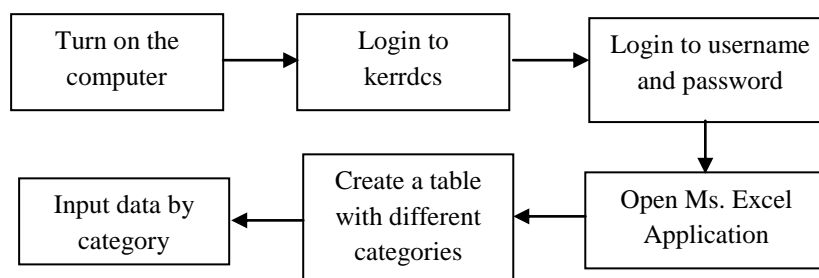 Turn on the
computer
Login to
kerrdcs
Login to username
and password
Open Ms. Excel
Application
Create a table
with different
categories
Input data by
category